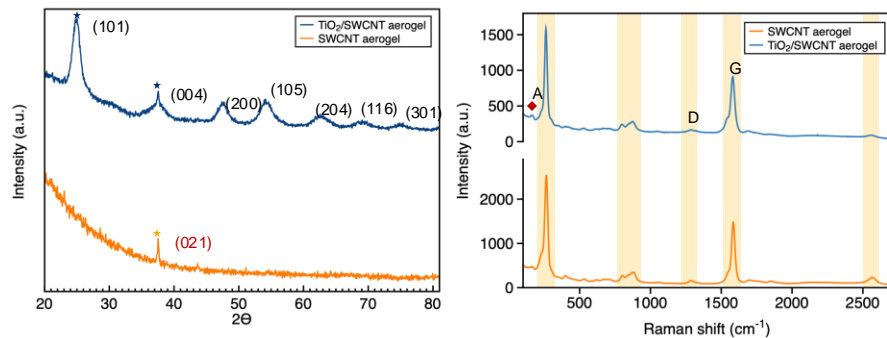 (101)
TiO₂/SWCNT aerogel
SWCNT aerogel
(004)
(200)
(105)
(204)
(116)
(301)
(021)
Intensity (a.u.)
20 30 40 50 60 70 80
2Θ
SWCNT aerogel
TiO₂/SWCNT aerogel
1500
1000
500
0
A
D
G
2000
1000
0
Intensity (a.u.)
500 1000 1500 2000 2500
Raman shift (cm⁻¹)